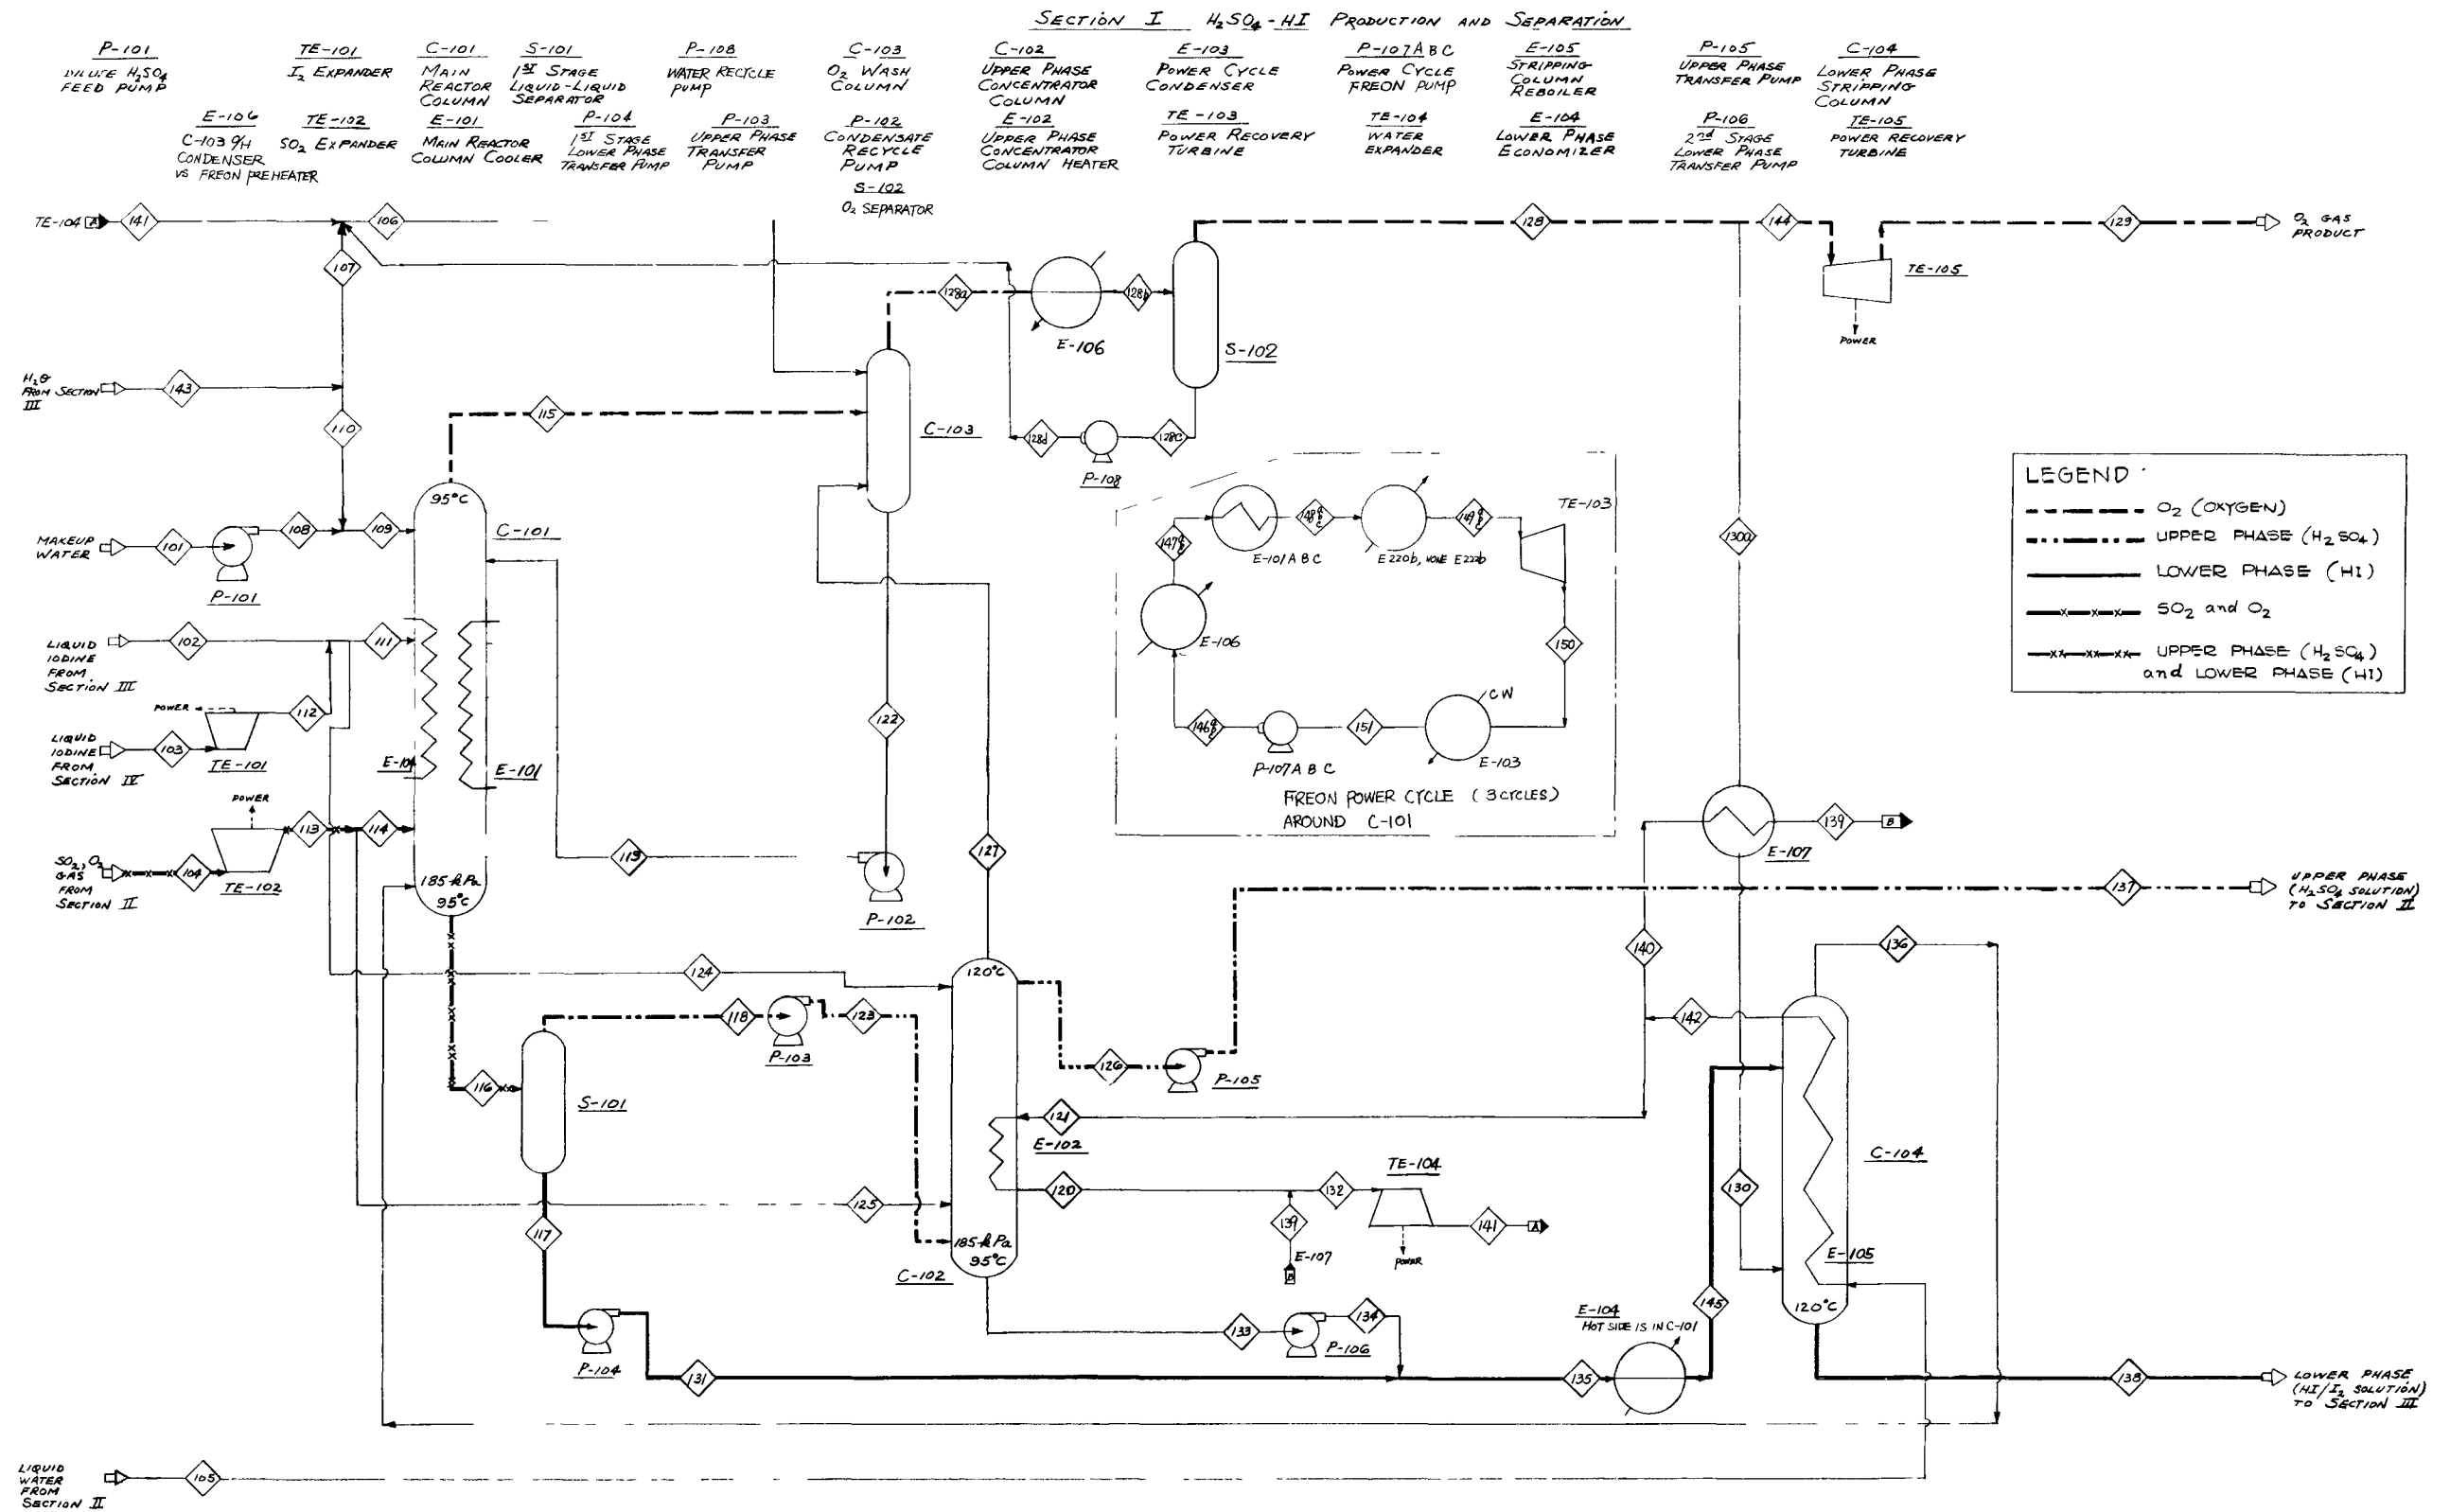 SECTION I H₂SO₄-HI PRODUCTION AND SEPARATION
P-101
DILUTE H₂SO₄
FEED PUMP
TE-101
I₂ EXPANDER
C-101
MAIN
REACTOR
COLUMN
S-101
1ST STAGE
LIQUID-LIQUID
SEPARATOR
P-108
WATER RECYCLE
PUMP
C-103
O₂ WASH
COLUMN
C-102
UPPER PHASE
CONCENTRATOR
COLUMN
E-103
POWER CYCLE
CONDENSER
P-107ABC
POWER CYCLE
FREON PUMP
E-105
STRIPPING
COLUMN
REBOILER
P-105
UPPER PHASE
TRANSFER PUMP
C-104
LOWER PHASE
STRIPPING
COLUMN
E-106
C-103 O/H
CONDENSER
VS FREON PREHEATER
TE-102
SO₂ EXPANDER
E-101
MAIN REACTOR
COLUMN COOLER
P-104
1ST STAGE
LOWER PHASE
TRANSFER PUMP
P-103
UPPER PHASE
TRANSFER
PUMP
P-102
CONDENSATE
RECYCLE
PUMP
S-102
O₂ SEPARATOR
E-102
UPPER PHASE
CONCENTRATOR
COLUMN HEATER
TE-103
POWER RECOVERY
TURBINE
TE-104
WATER
EXPANDER
E-104
LOWER PHASE
ECONOMIZER
P-106
2nd STAGE
LOWER PHASE
TRANSFER PUMP
TE-105
POWER RECOVERY
TURBINE
TE-104 A 141
106
128
144
129
O₂ GAS
PRODUCT
107
128a
128b
E-106
S-102
TE-105
POWER
H₂O
FROM SECTION
III
143
110
115
C-103
128d
128c
P-108
95°C
C-101
MAKEUP
WATER
101
108
109
P-101
147
E-101 A B C
148
E220b, NONE E222b
149
TE-103
E-106
150
146
P-107 A B C
151
CW
E-103
FREON POWER CYCLE (3 CYCLES)
AROUND C-101
130a
LEGEND
O₂ (OXYGEN)
UPPER PHASE (H₂SO₄)
LOWER PHASE (HI)
SO₂ and O₂
UPPER PHASE (H₂SO₄)
and LOWER PHASE (HI)
LIQUID
IODINE
FROM
SECTION III
102
111
POWER
112
LIQUID
IODINE
FROM
SECTION IV
103
TE-101
E-104
E-101
122
POWER
113
114
SO₂, O₂
GAS
FROM
SECTION II
104
TE-102
185 kPa
95°C
119
P-102
127
139
B
E-107
137
UPPER PHASE
(H₂SO₄ SOLUTION)
TO SECTION II
140
136
124
120°C
118
P-103
123
126
P-105
142
116
S-101
121
E-102
C-104
120
132
TE-104
130
125
139
141
A
POWER
E-107
B
117
185 kPa
95°C
C-102
E-105
120°C
P-104
133
134
P-106
E-104
HOT SIDE IS IN C-101
145
131
135
138
LOWER PHASE
(HI/I₂ SOLUTION)
TO SECTION III
LIQUID
WATER
FROM
SECTION II
105